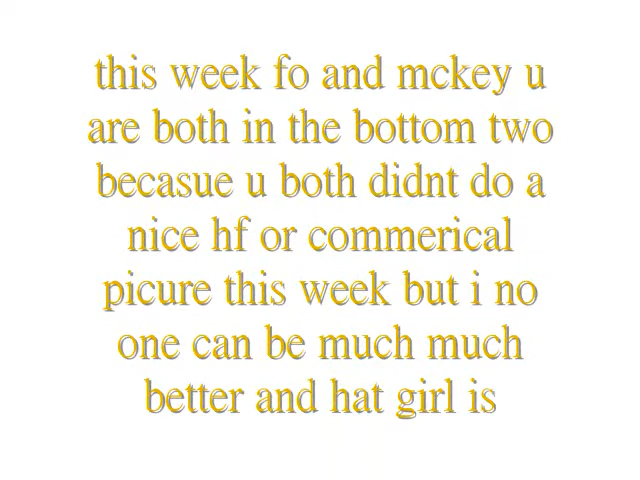 this week fo and mckey u
are both in the bottom two
becasue u both didnt do a
nice hf or commerical
picure this week but i no
one can be much much
better and hat girl is